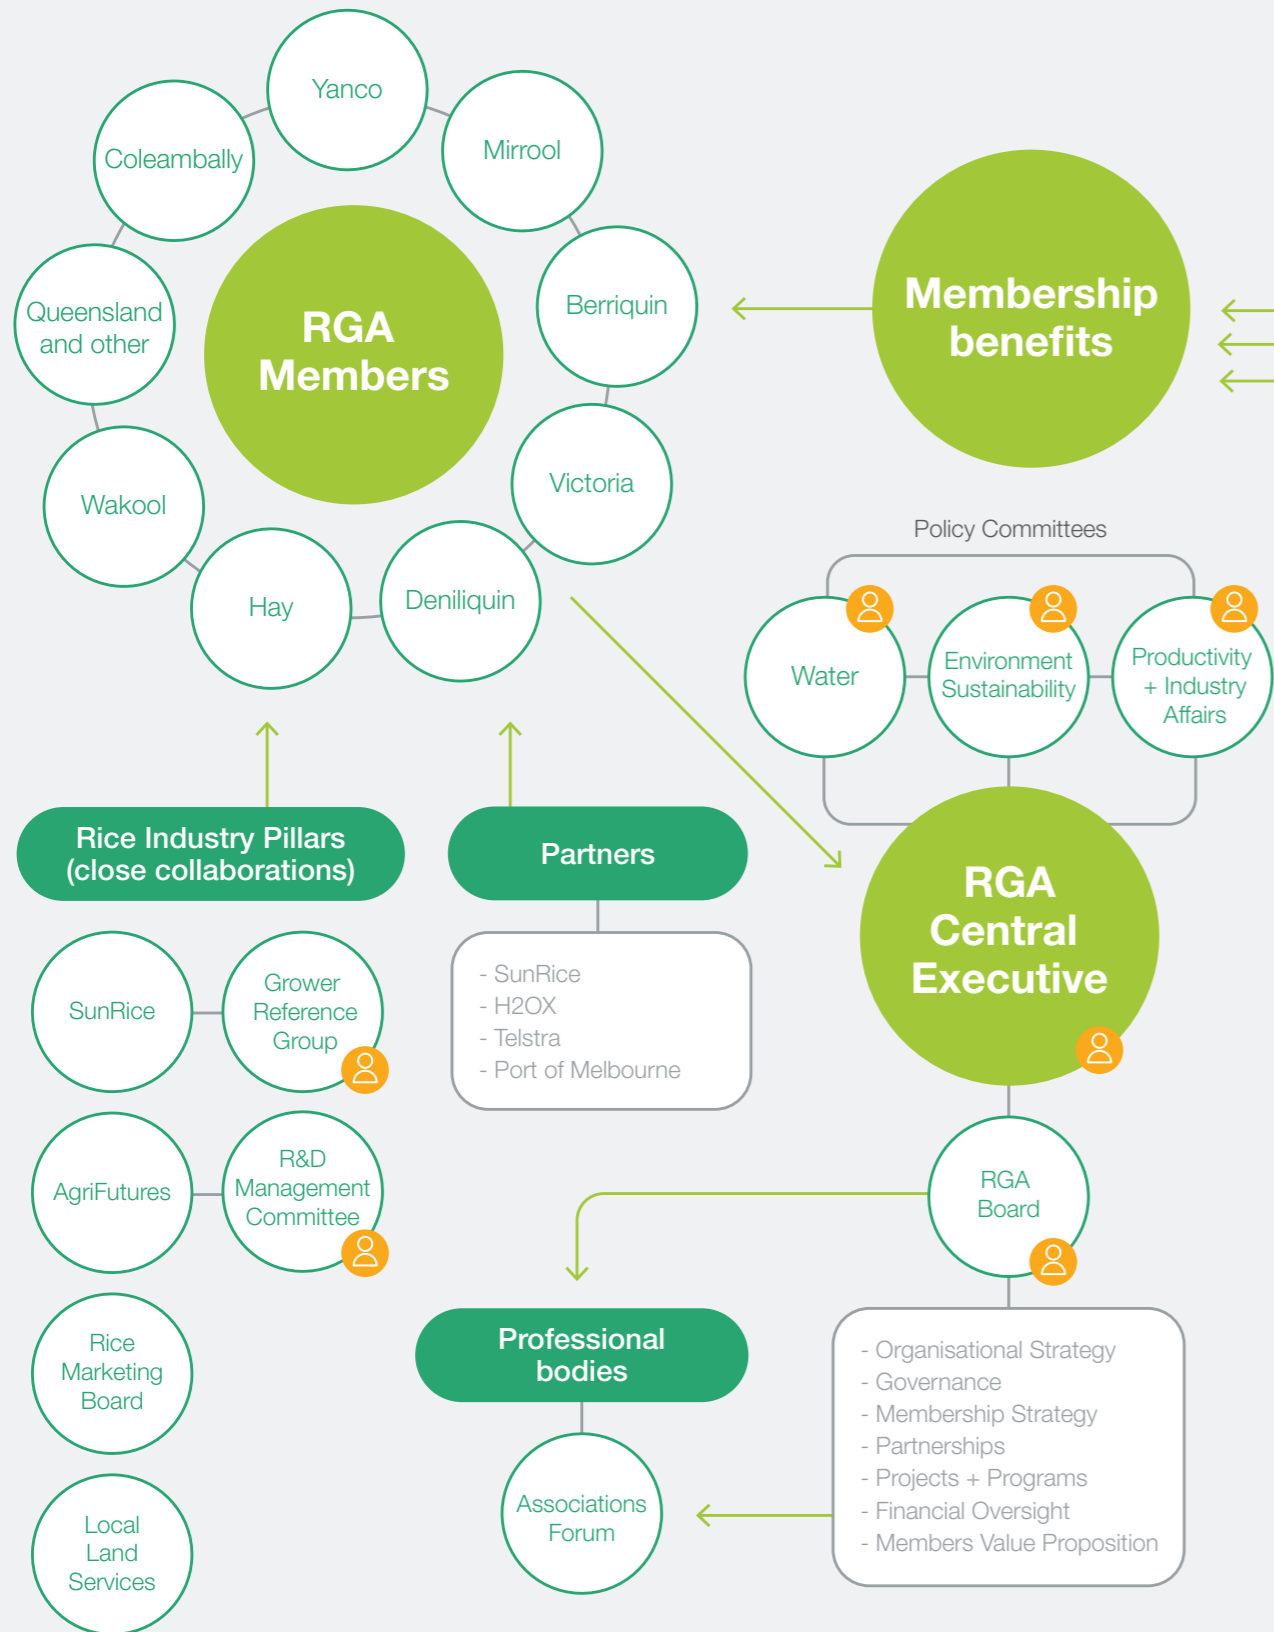 Yanco
Coleambally
Mirrool
Queensland
and other
RGA
Members
Berriquin
Membership
benefits
Wakool
Victoria
Hay
Deniliquin
Policy Committees
Water
Environment
Sustainability
Productivity
+ Industry
Affairs
Rice Industry Pillars
(close collaborations)
Partners
RGA
Central
Executive
SunRice
Grower
Reference
Group
- SunRice
- H2OX
- Telstra
- Port of Melbourne
AgriFutures
R&D
Management
Committee
RGA
Board
Rice
Marketing
Board
Professional
bodies
- Organisational Strategy
- Governance
- Membership Strategy
- Partnerships
- Projects + Programs
- Financial Oversight
- Members Value Proposition
Associations
Forum
Local
Land
Services